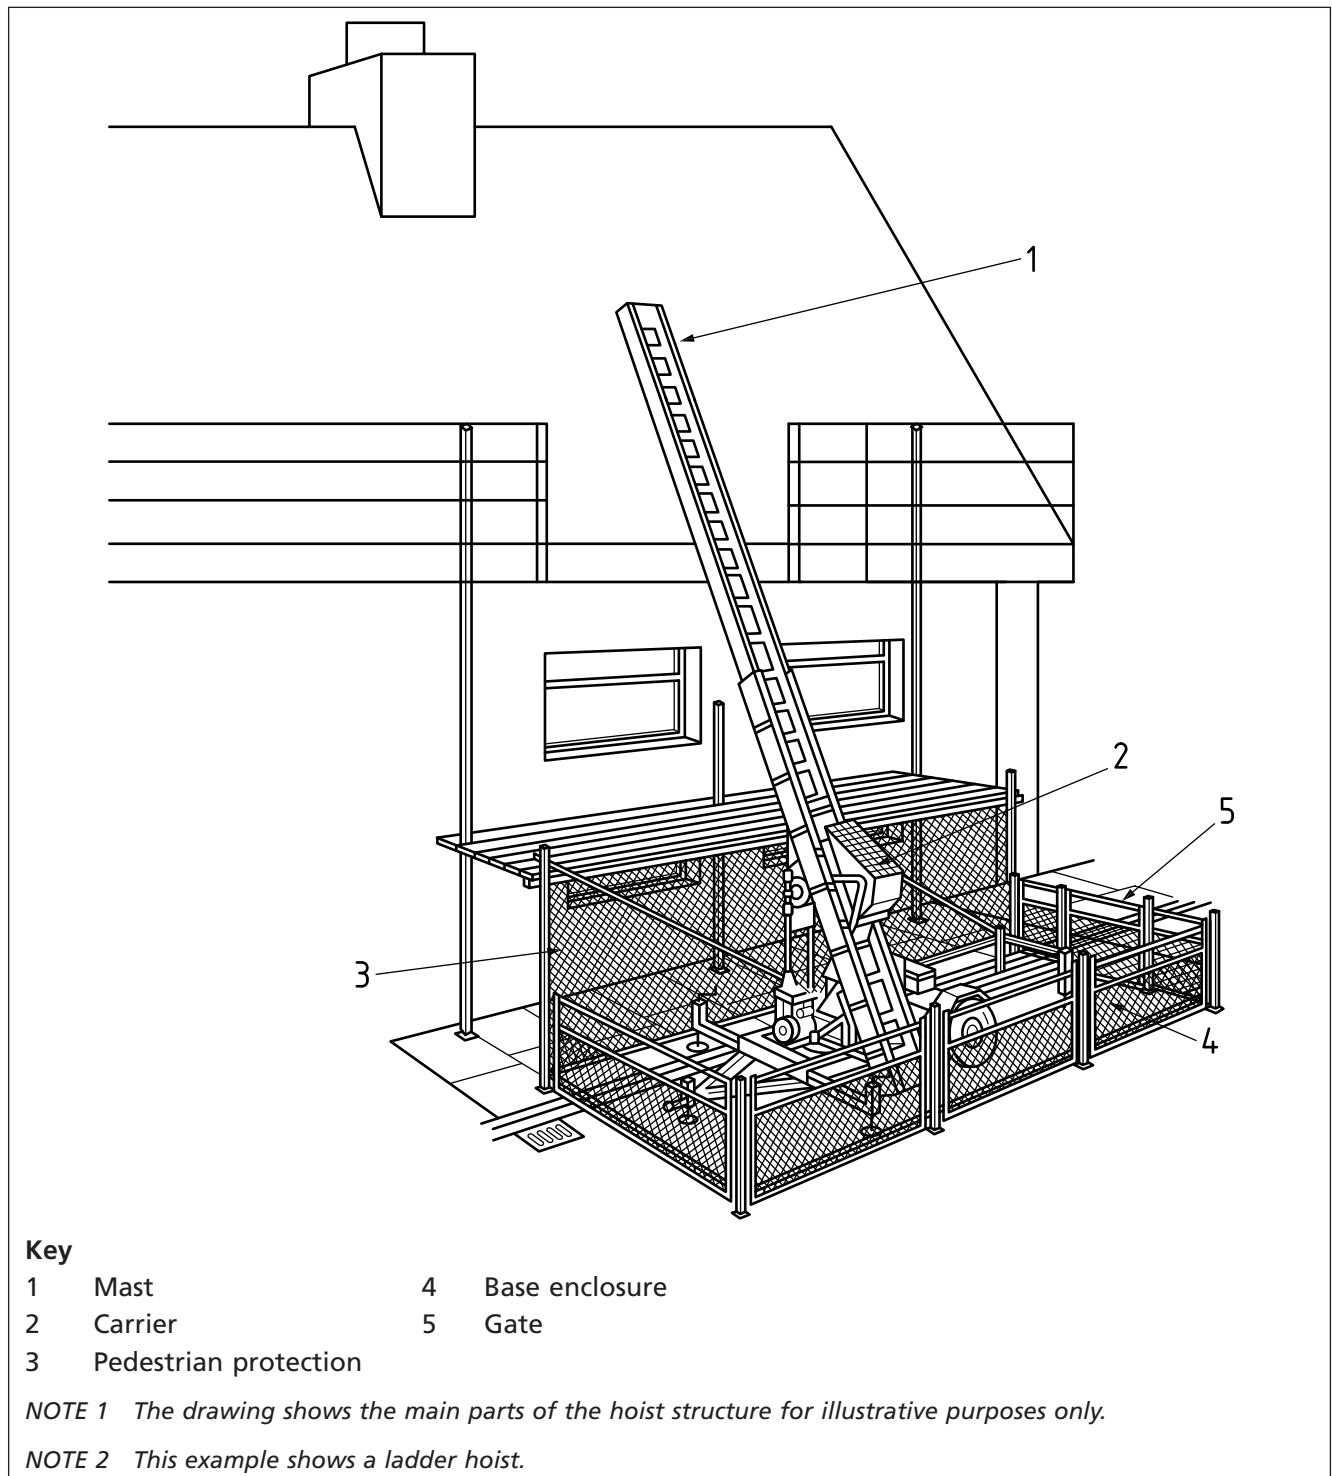 1
2
5
3
4
Key
1 Mast 4 Base enclosure
2 Carrier 5 Gate
3 Pedestrian protection
NOTE 1 The drawing shows the main parts of the hoist structure for illustrative purposes only.
NOTE 2 This example shows a ladder hoist.